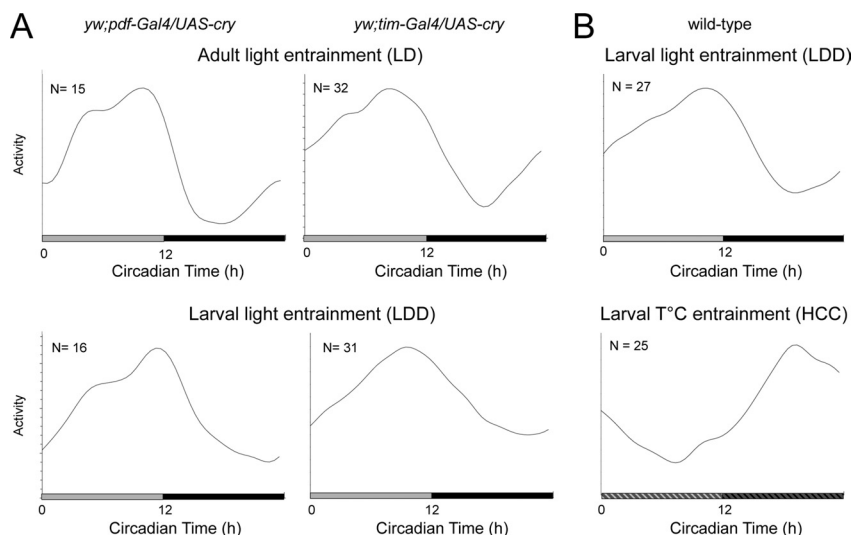 A
yw;pdf-Gal4/UAS-cry
yw;tim-Gal4/UAS-cry
B
wild-type
Adult light entrainment (LD)
Larval light entrainment (LDD)
N= 15
N= 32
N = 27
Activity
0
12
0
12
0
12
Circadian Time (h)
Circadian Time (h)
Circadian Time (h)
Larval light entrainment (LDD)
Larval T°C entrainment (HCC)
N= 16
N= 31
N = 25
Activity
0
12
0
12
0
12
Circadian Time (h)
Circadian Time (h)
Circadian Time (h)